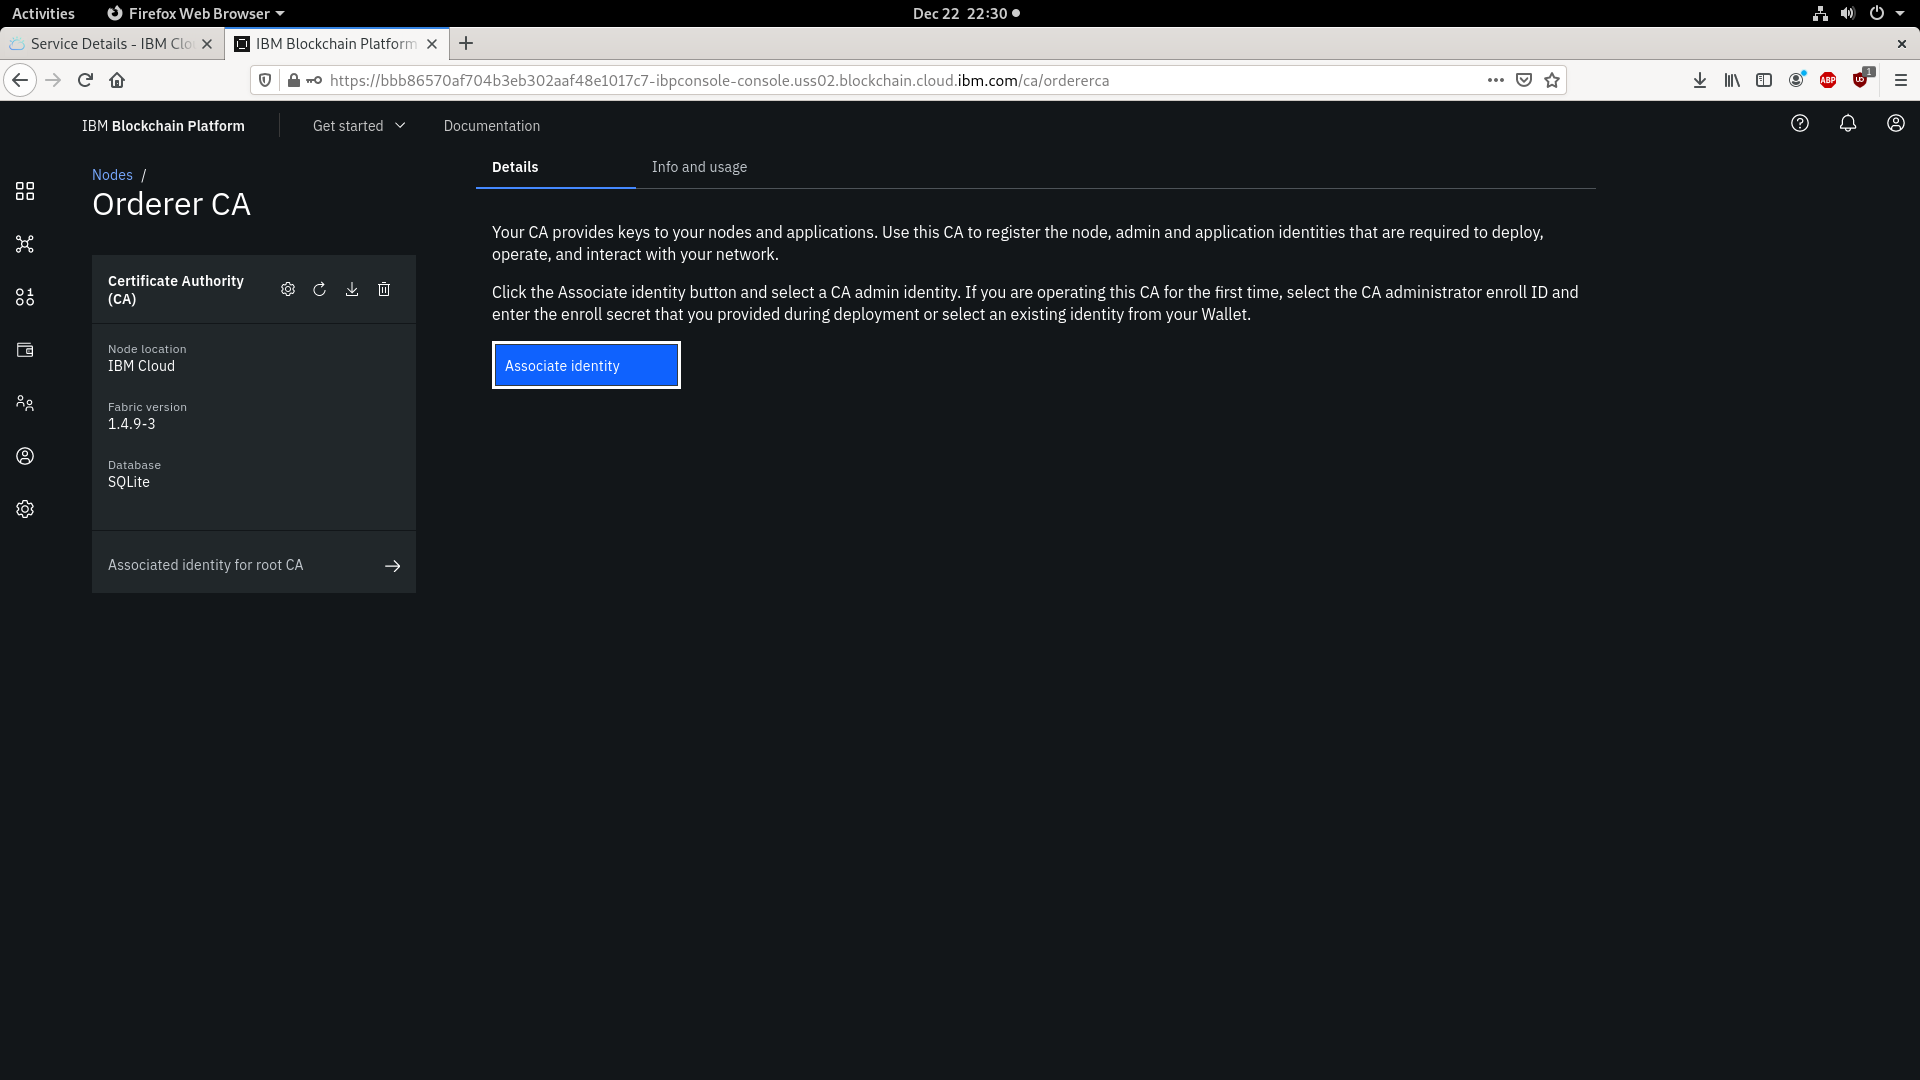 Activities
Firefox Web Browser
Dec 22 22:30
Service Details - IBM Clo
IBM Blockchain Platform
https://bbb86570af704b3eb302aaf48e1017c7-ibpconsole-console.uss02.blockchain.cloud.ibm.com/ca/ordererca
ABP
1
IBM Blockchain Platform
Get started
Documentation
Nodes /
Orderer CA
Certificate Authority
(CA)
Node location
IBM Cloud
Fabric version
1.4.9-3
Database
SQLite
Associated identity for root CA
Details
Info and usage
Your CA provides keys to your nodes and applications. Use this CA to register the node, admin and application identities that are required to deploy,
operate, and interact with your network.
Click the Associate identity button and select a CA admin identity. If you are operating this CA for the first time, select the CA administrator enroll ID and
enter the enroll secret that you provided during deployment or select an existing identity from your Wallet.
Associate identity